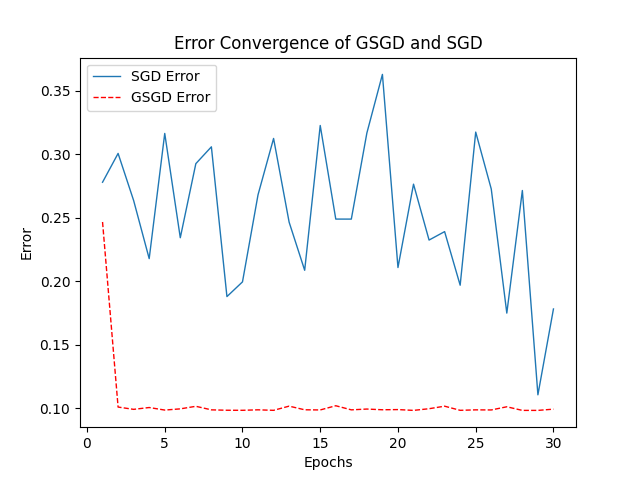 Error Convergence of GSGD and SGD
SGD Error
GSGD Error
0.35
0.30
0.25
0.20
0.15
0.10
Error
0 5 10 15 20 25 30
Epochs